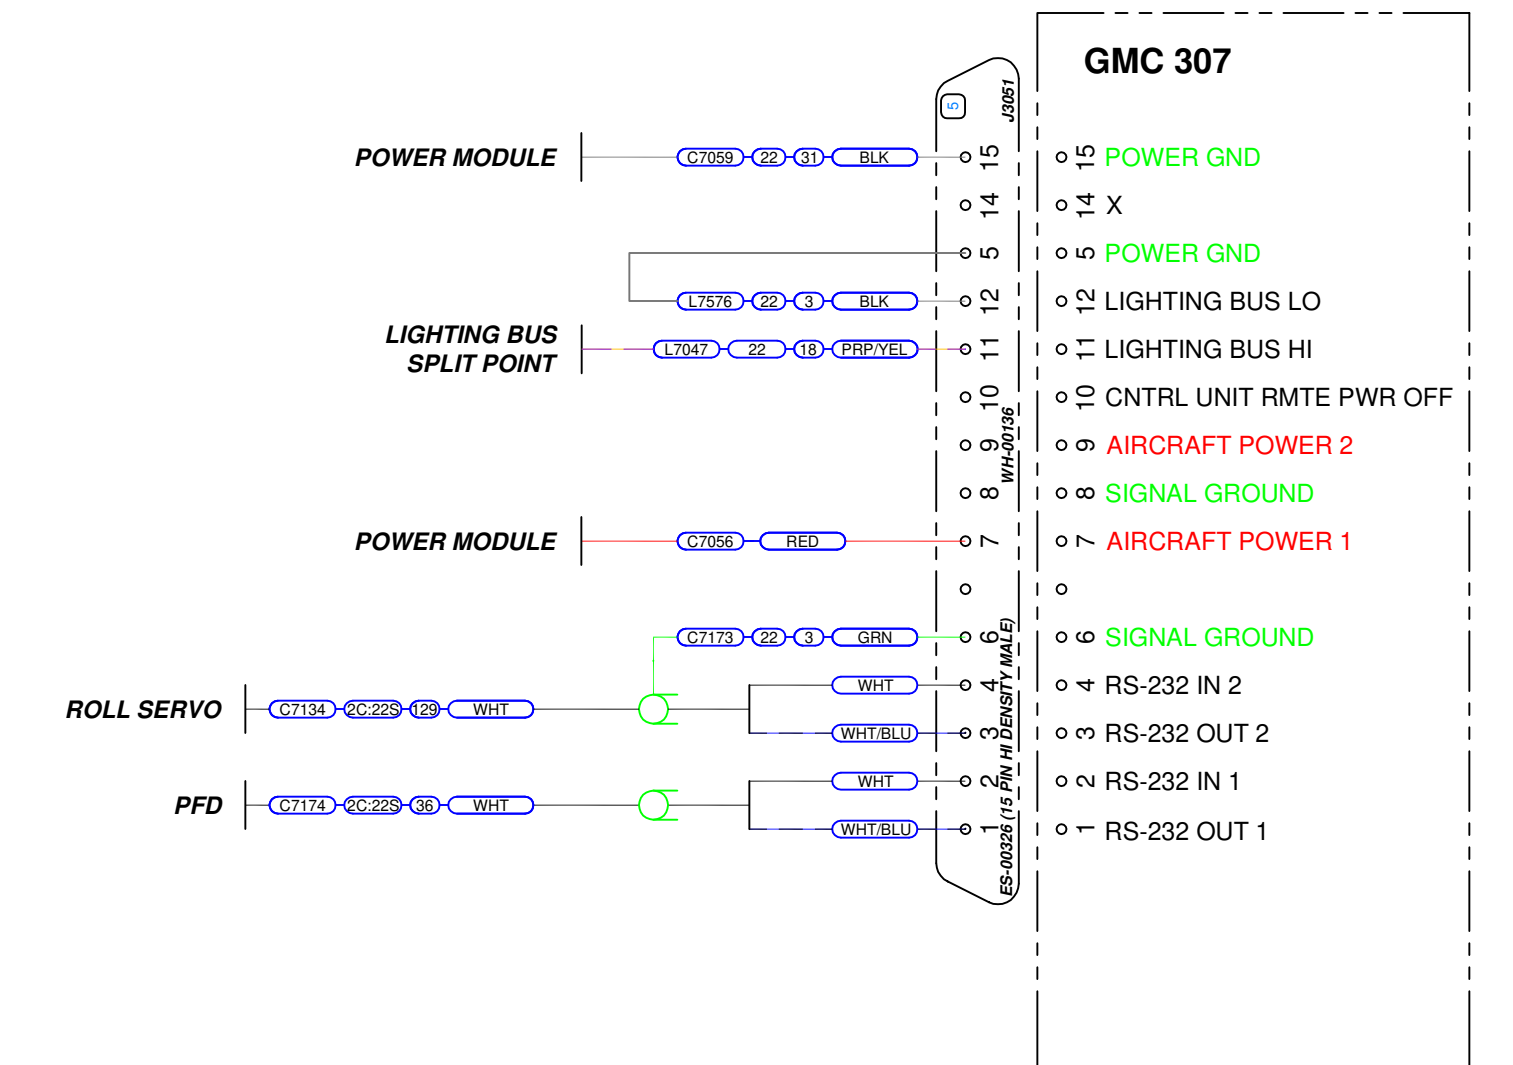 GMC 307
5
J3051
POWER MODULE C7059 22 31 BLK 15 15 POWER GND
14 14 X
5 5 POWER GND
L7576 22 3 BLK 12 12 LIGHTING BUS LO
LIGHTING BUS
SPLIT POINT
L7047 22 18 PRP/YEL 11 11 LIGHTING BUS HI
10 10 CNTRL UNIT RMTE PWR OFF
WH-00136
9 9 AIRCRAFT POWER 2
8 8 SIGNAL GROUND
POWER MODULE C7056 RED 7 7 AIRCRAFT POWER 1
C7173 22 3 GRN 6 6 SIGNAL GROUND
WHT 4 4 RS-232 IN 2
ROLL SERVO C7134 2C:22S 129 WHT
WHT/BLU 3 3 RS-232 OUT 2
WHT 2 2 RS-232 IN 1
PFD C7174 2C:22S 36 WHT
WHT/BLU 1 1 RS-232 OUT 1
ES-00326 (15 PIN HI DENSITY MALE)